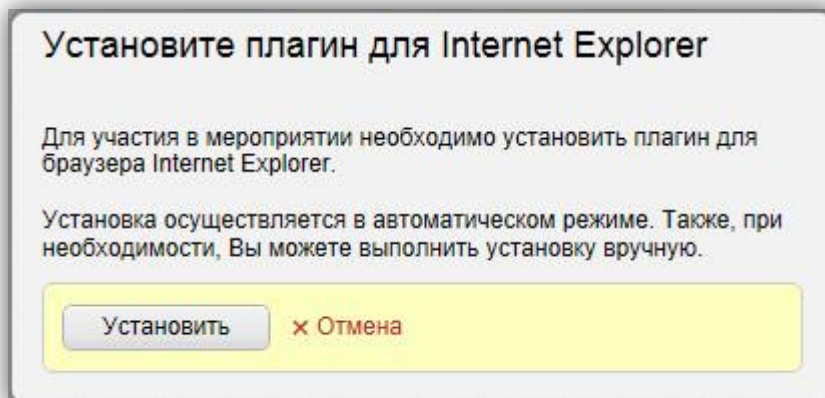 Установите плагин для Internet Explorer
Для участия в мероприятии необходимо установить плагин для
браузера Internet Explorer.
Установка осуществляется в автоматическом режиме. Также, при
необходимости, Вы можете выполнить установку вручную.
Установить × Отмена